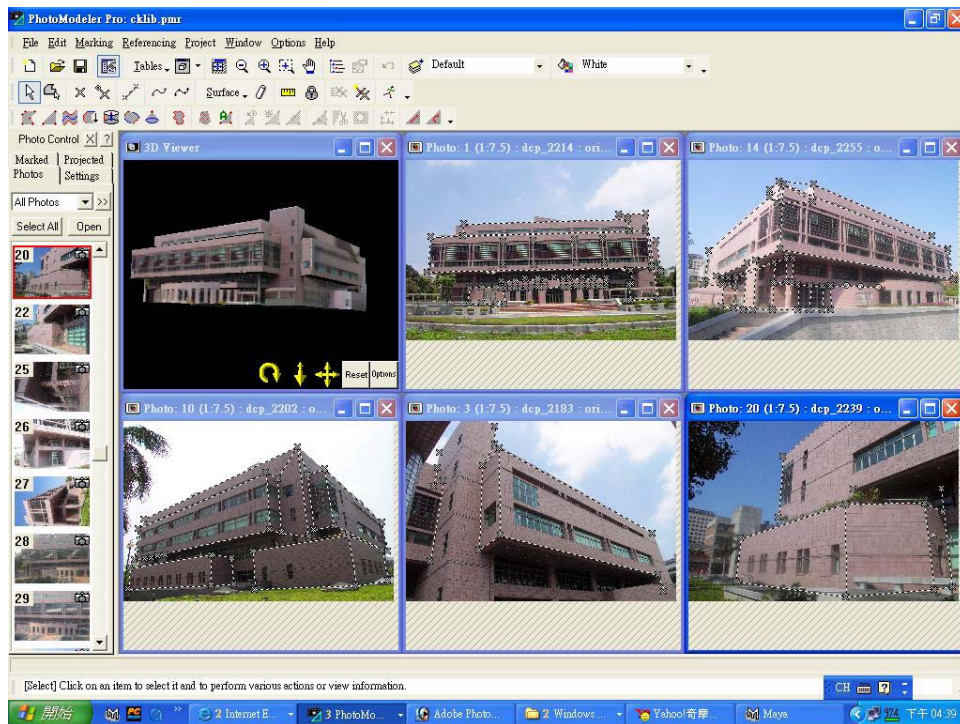 PhotoModeler Pro: cklib.pmr
File Edit Marking Referencing Project Window Options Help
Tables Default White
Surface
Photo Control X ?
Marked Projected
Photos Settings
All Photos >>
Select All Open
20
22
25
26
27
28
29
3D Viewer
Reset Options
Photo: 1 (1:7.5) : dcp_2214 : ori...
Photo: 14 (1:7.5) : dcp_2255 : o...
Photo: 10 (1:7.5) : dcp_2202 : o...
Photo: 3 (1:7.5) : dcp_2183 : ori...
Photo: 20 (1:7.5) : dcp_2239 : o...
[Select] Click on an item to select it and to perform various actions or view information.
CH
開始 2 Internet E... 3 PhotoMo... Adobe Photo... 2 Windows ... Yahoo!奇摩... Maya 924 下午 04:39